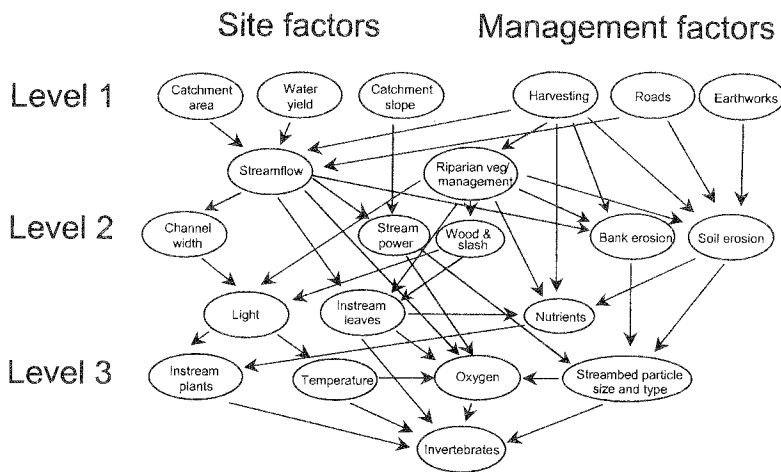 Site factors
Management factors
Level 1
Catchment
area
Water
yield
Catchment
slope
Harvesting
Roads
Earthworks
Streamflow
Riparian veg/
management
Level 2
Channel
width
Stream
power
Wood &
slash
Bank erosion
Soil erosion
Light
Instream
leaves
Nutrients
Level 3
Instream
plants
Temperature
Oxygen
Streambed particle
size and type
Invertebrates